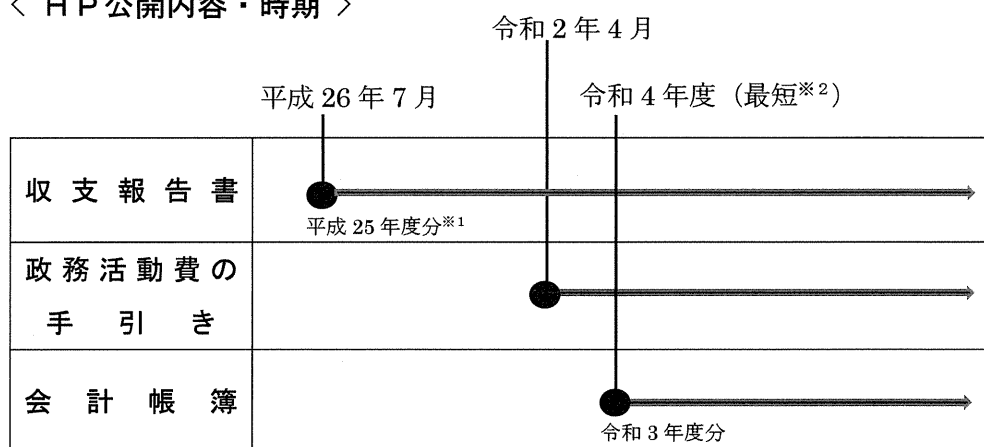 < HP公開内容・時期 >
令和2年4月
平成26年7月
令和4年度（最短※2）
収支報告書
平成25年度分※1
政務活動費の
手引き
会計帳簿
令和3年度分